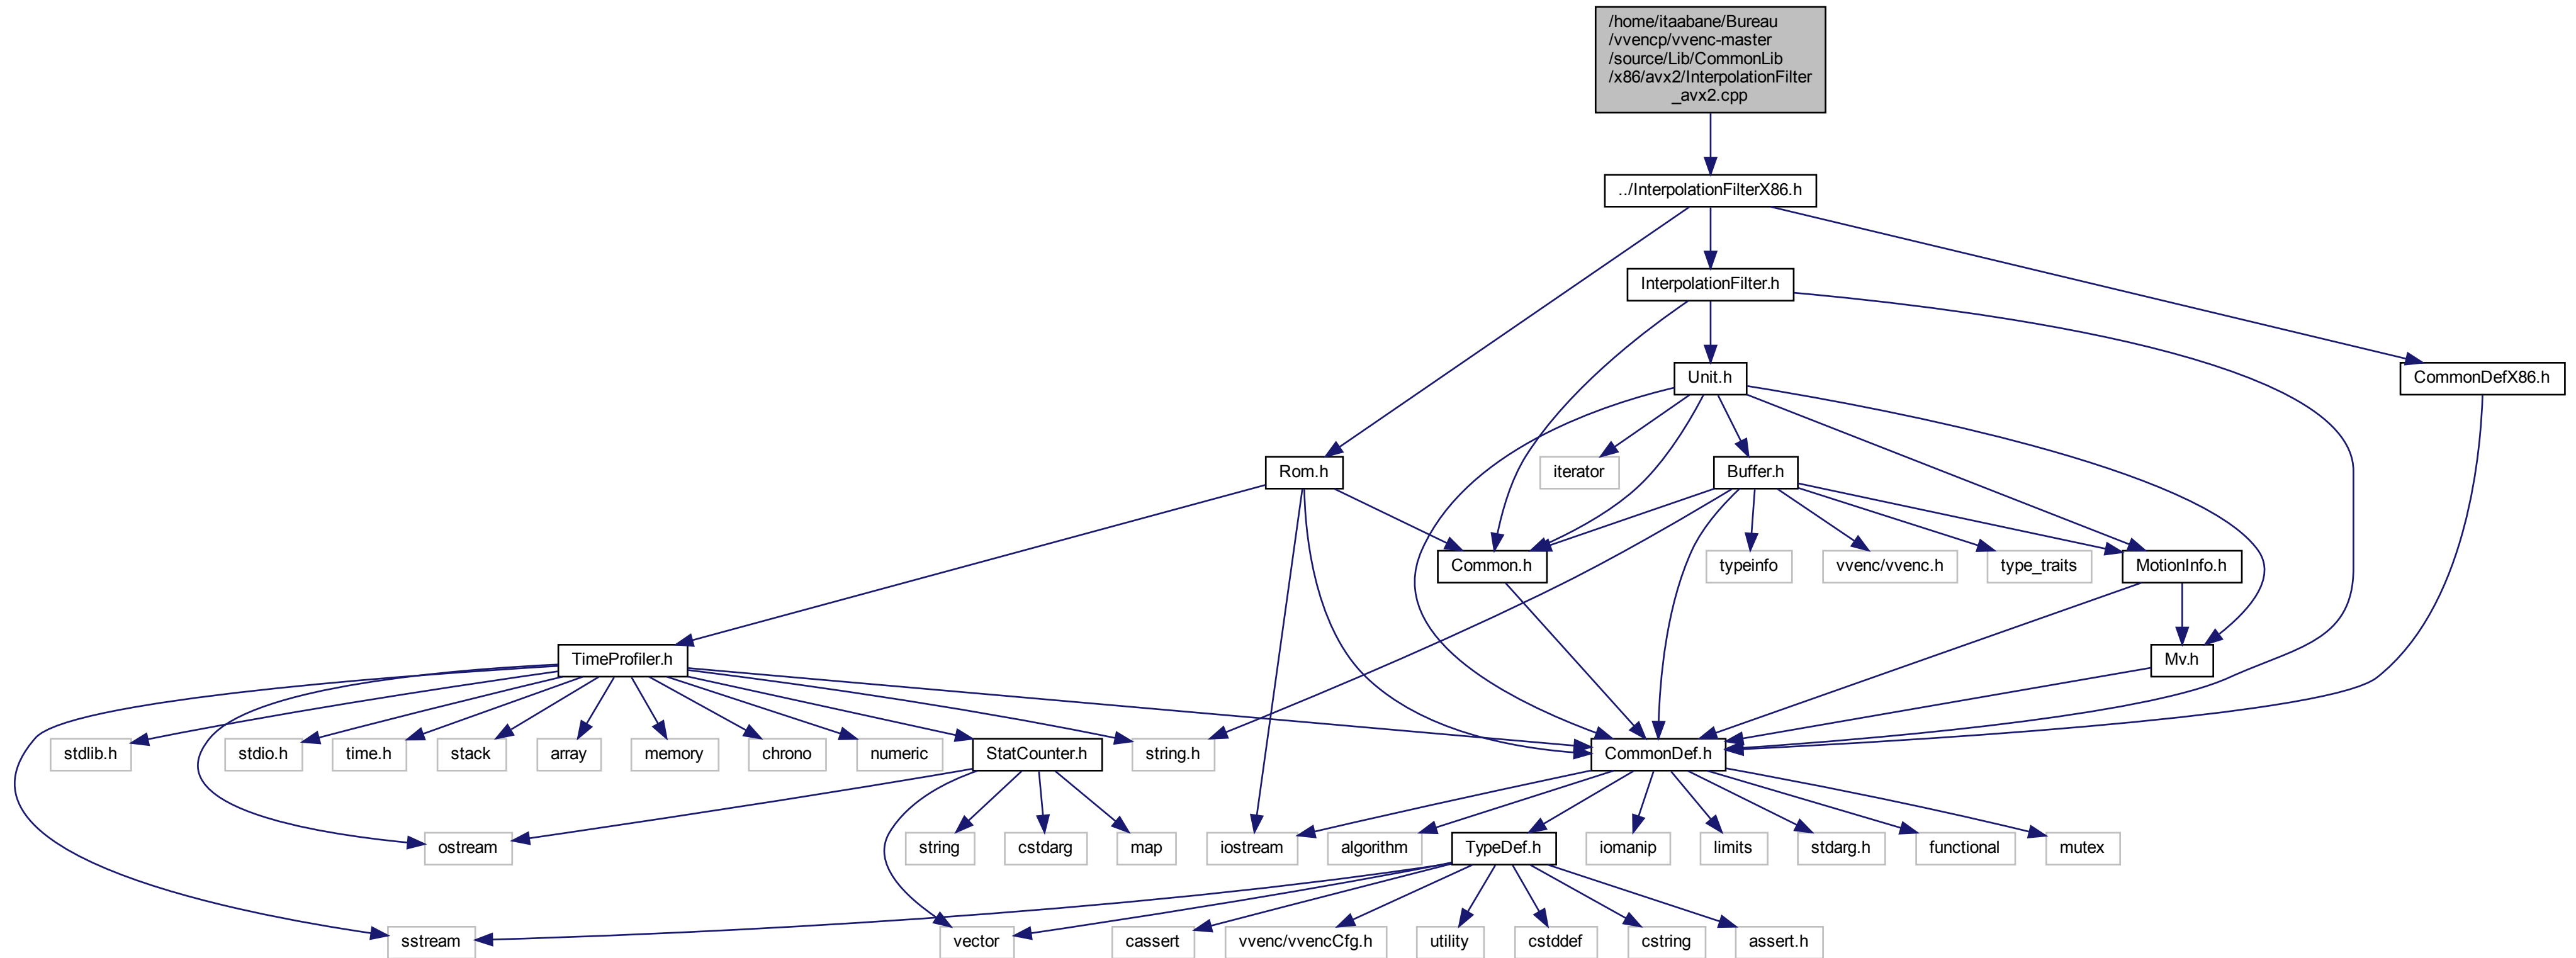 /home/itaabane/Bureau
/vvencp/vvenc-master
/source/Lib/CommonLib
/x86/avx2/InterpolationFilter
_avx2.cpp
../InterpolationFilterX86.h
InterpolationFilter.h
Unit.h
CommonDefX86.h
Rom.h
iterator
Buffer.h
Common.h
typeinfo
vvenc/vvenc.h
type_traits
MotionInfo.h
TimeProfiler.h
Mv.h
stdlib.h
stdio.h
time.h
stack
array
memory
chrono
numeric
StatCounter.h
string.h
CommonDef.h
ostream
string
cstdarg
map
iostream
algorithm
TypeDef.h
iomanip
limits
stdarg.h
functional
mutex
sstream
vector
cassert
vvenc/vvencCfg.h
utility
cstddef
cstring
assert.h